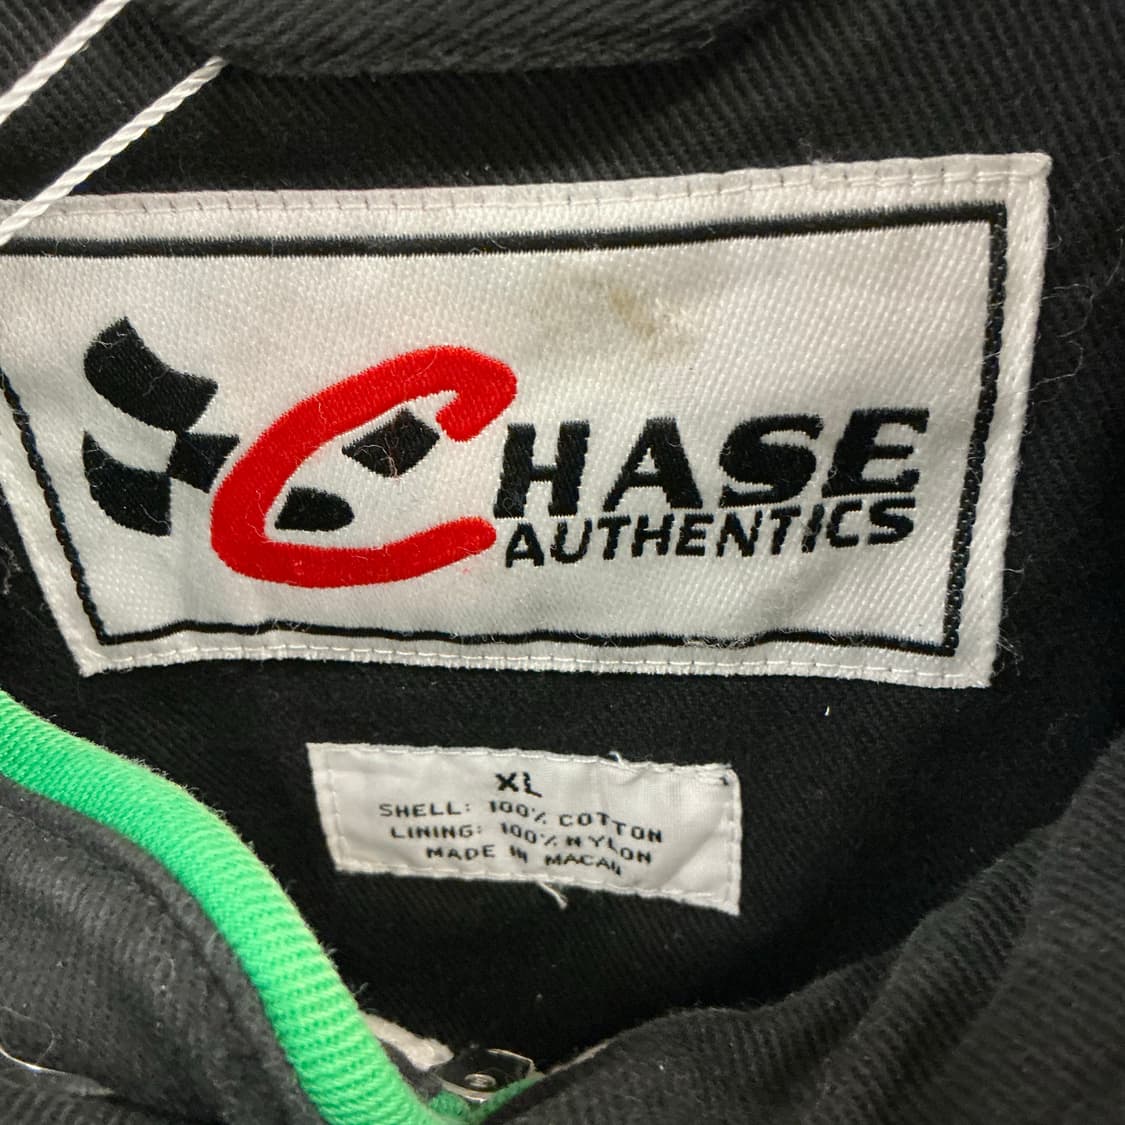 CHASE
AUTHENTICS
XL
SHELL: 100% COTTON
LINING: 100% NYLON
MADE IN MACAU